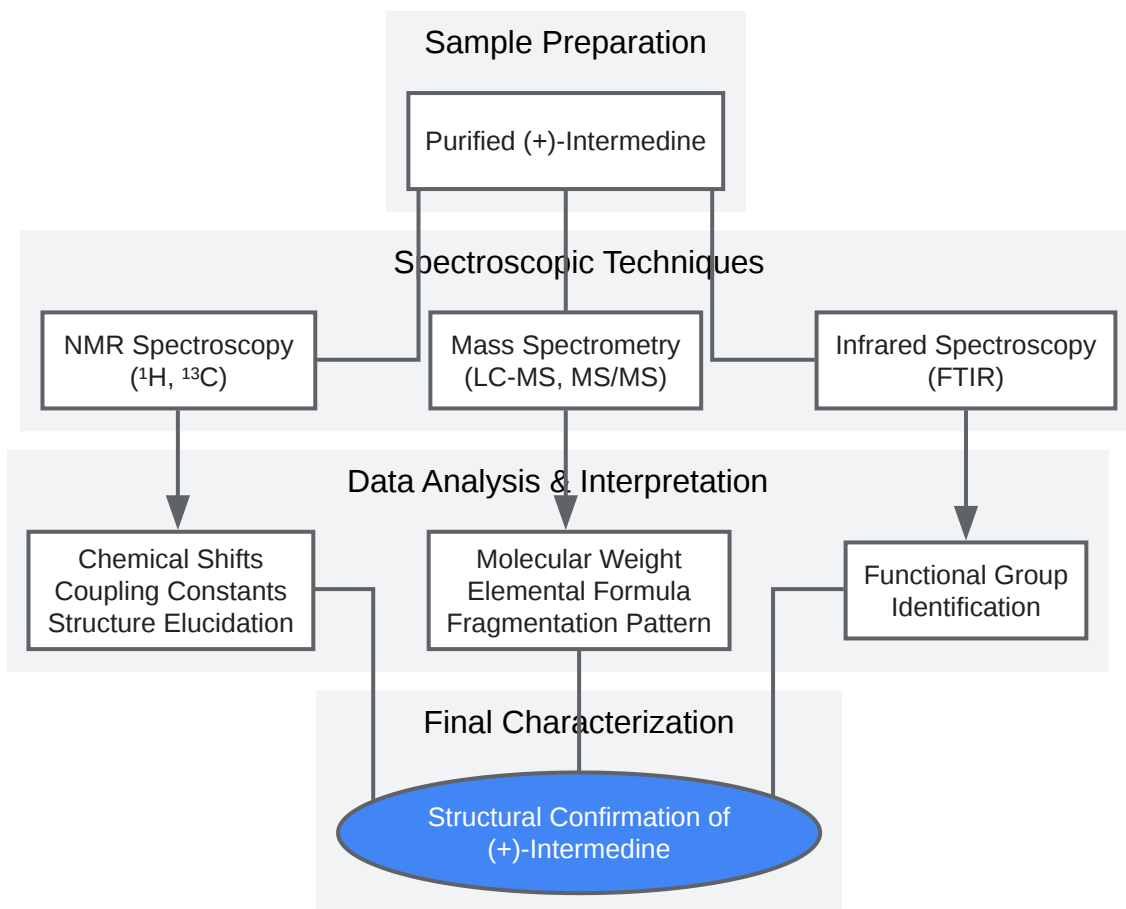 Sample Preparation
Purified (+)-Intermedine
Spectroscopic Techniques
NMR Spectroscopy
(¹H, ¹³C)
Mass Spectrometry
(LC-MS, MS/MS)
Infrared Spectroscopy
(FTIR)
Data Analysis & Interpretation
Chemical Shifts
Coupling Constants
Structure Elucidation
Molecular Weight
Elemental Formula
Fragmentation Pattern
Functional Group
Identification
Final Characterization
Structural Confirmation of
(+)-Intermedine